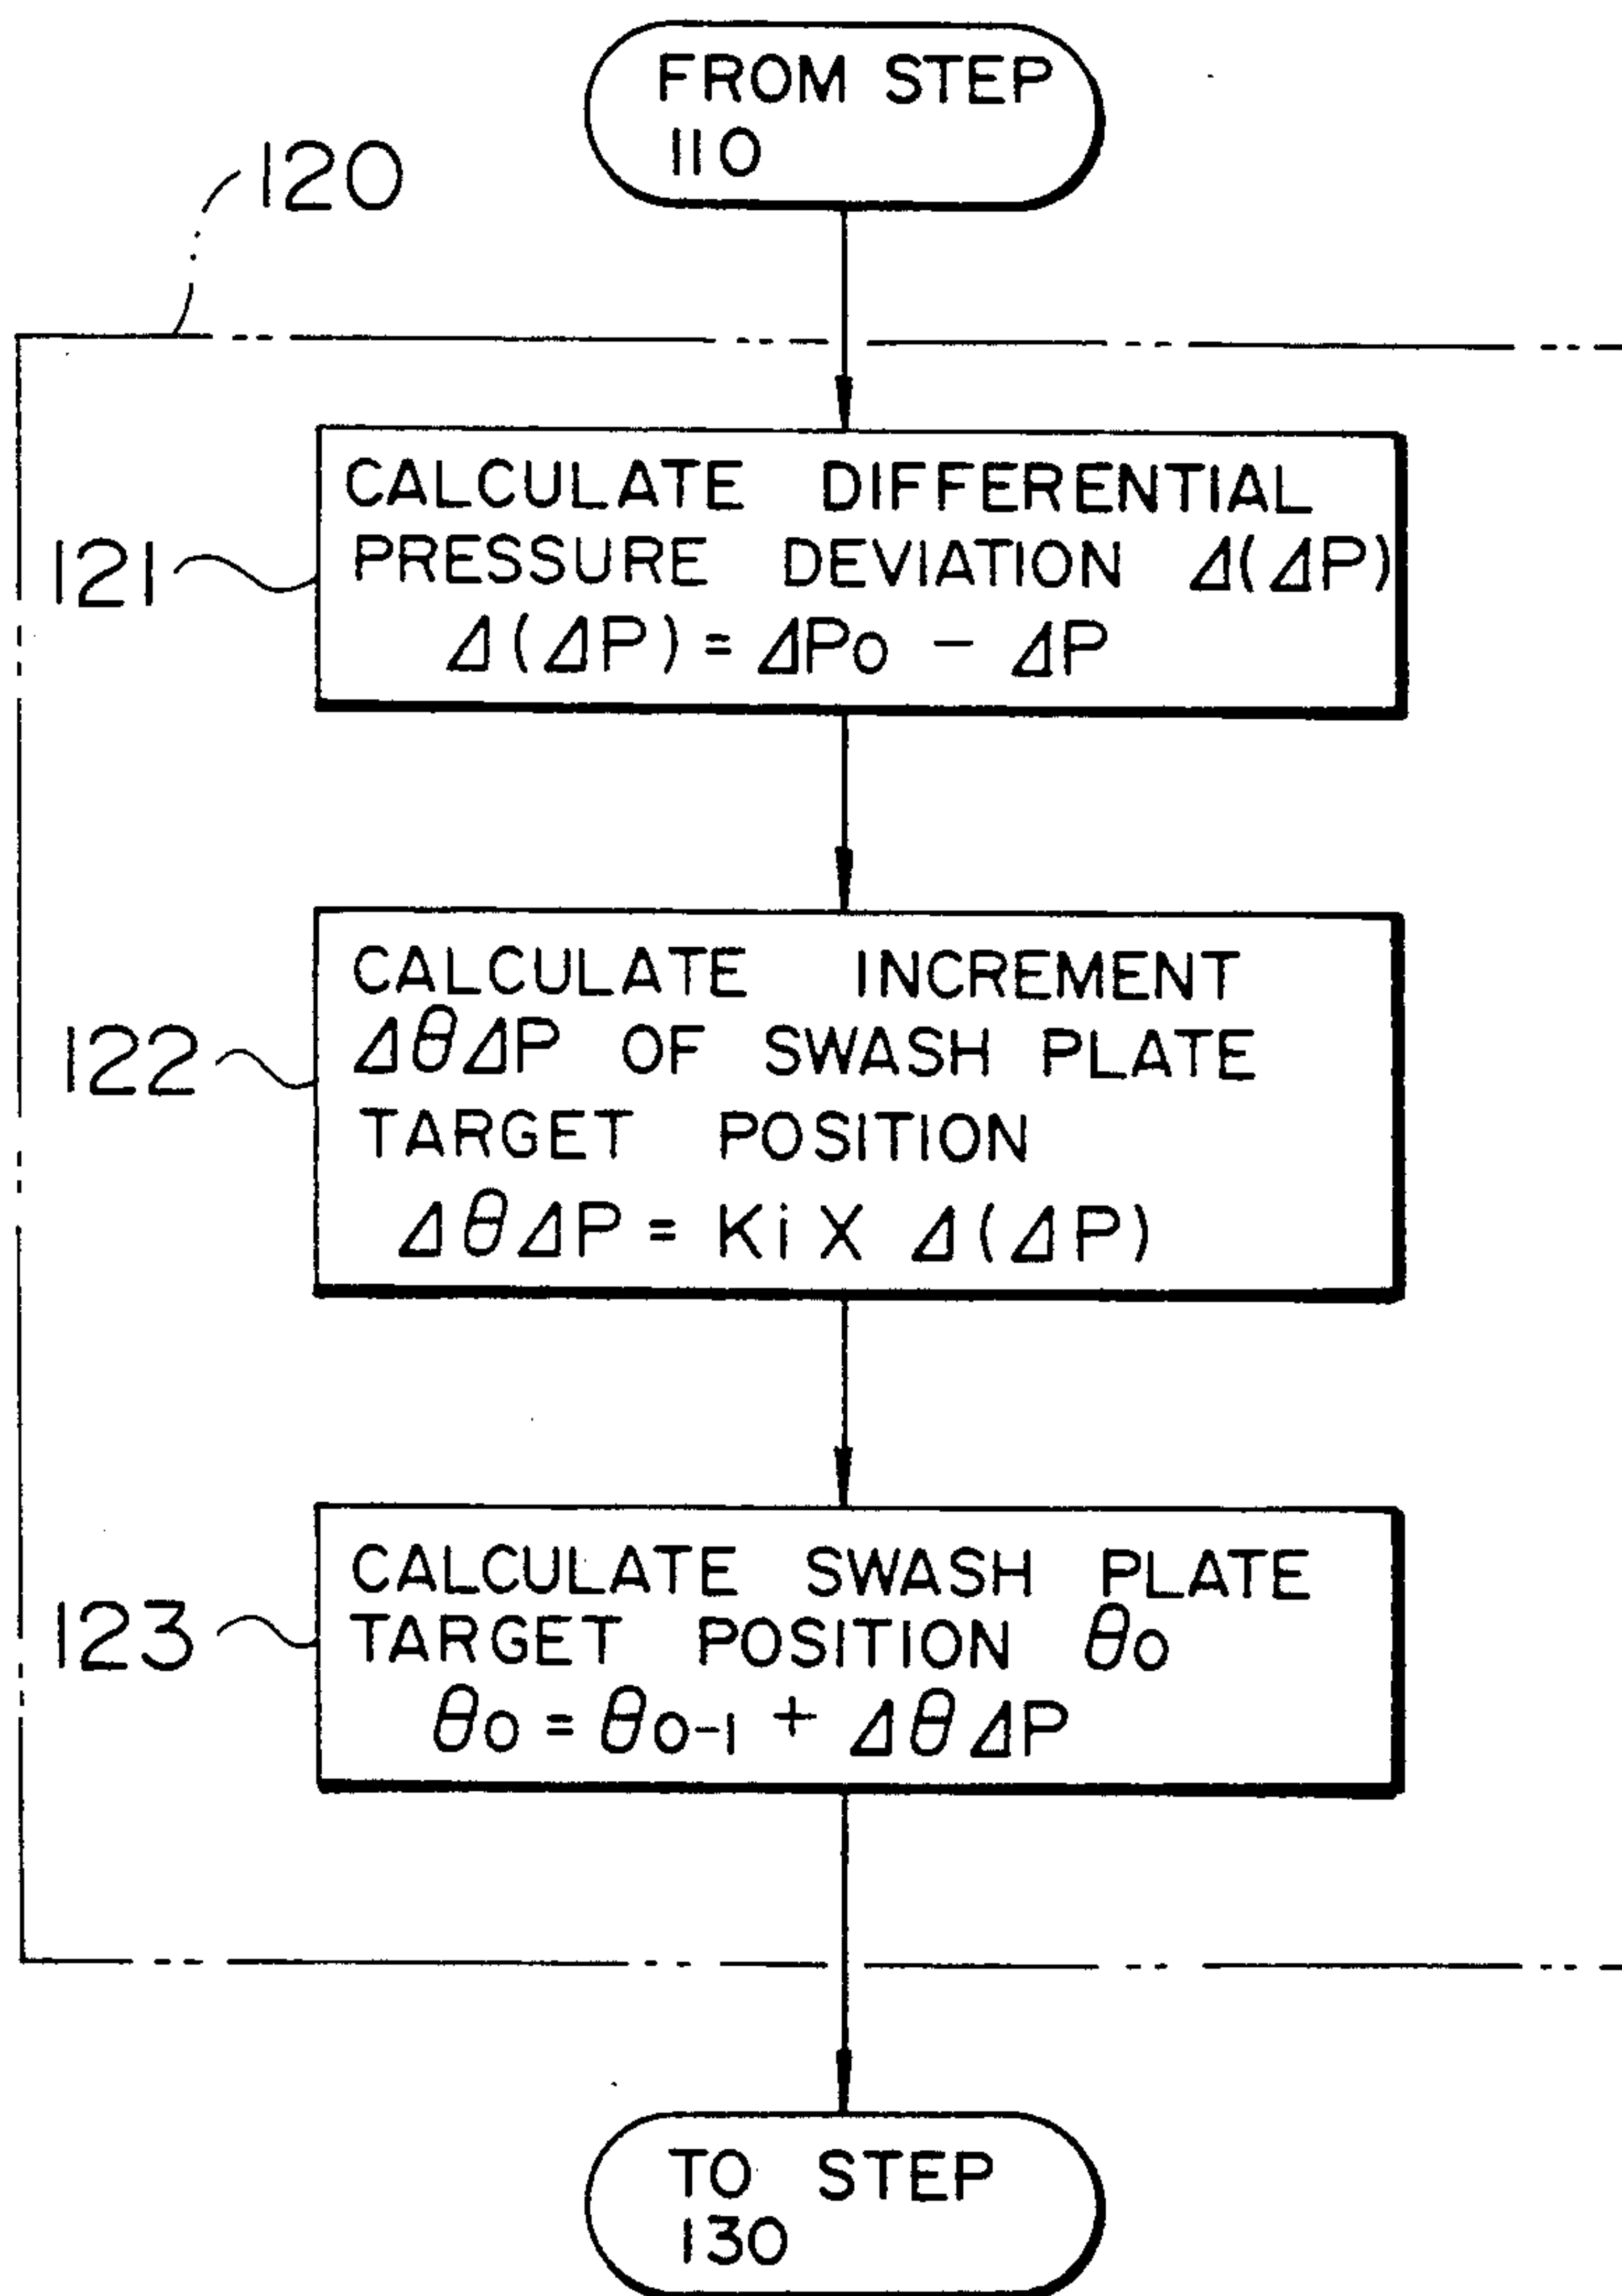 FROM STEP
110
120
CALCULATE DIFFERENTIAL
PRESSURE DEVIATION Δ(ΔP)
Δ(ΔP) = ΔPo - ΔP
121
CALCULATE INCREMENT
ΔθΔP OF SWASH PLATE
TARGET POSITION
ΔθΔP = Ki X Δ(ΔP)
122
CALCULATE SWASH PLATE
TARGET POSITION θo
θo = θo-1 + ΔθΔP
123
TO STEP
130